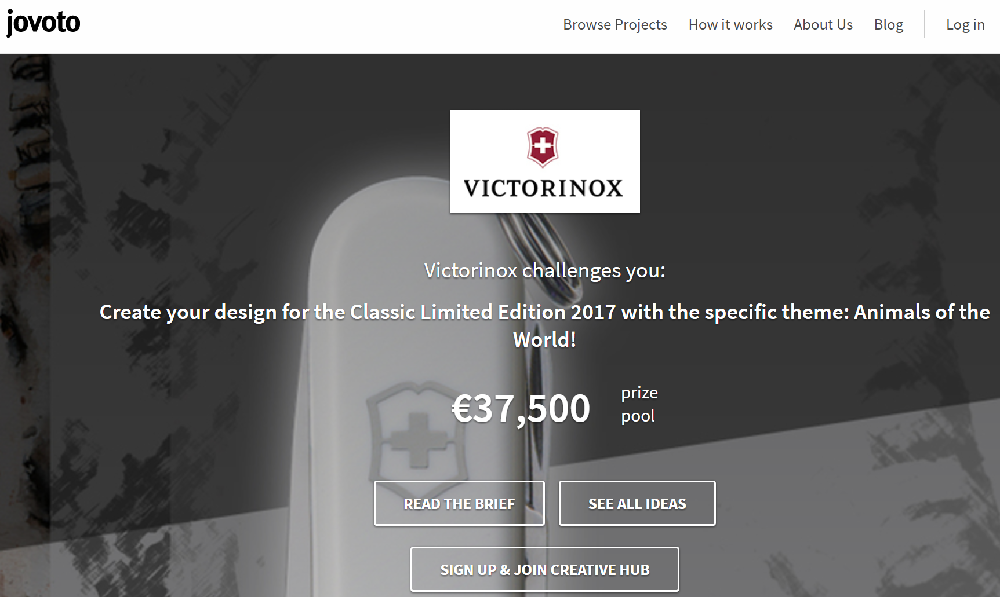 jovoto
Browse Projects
How it works
About Us
Blog
Log in
VICTORINOX
Victorinox challenges you:
Create your design for the Classic Limited Edition 2017 with the specific theme: Animals of the
World!
€37,500
prize
pool
READ THE BRIEF
SEE ALL IDEAS
SIGN UP & JOIN CREATIVE HUB